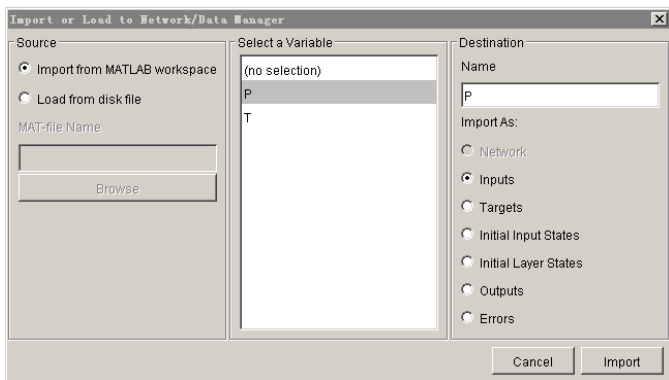 Import or Load to Network/Data Manager
Source
Import from MATLAB workspace
Load from disk file
MAT-file Name
Browse
Select a Variable
(no selection)
P
T
Destination
Name
P
Import As:
Network
Inputs
Targets
Initial Input States
Initial Layer States
Outputs
Errors
Cancel
Import